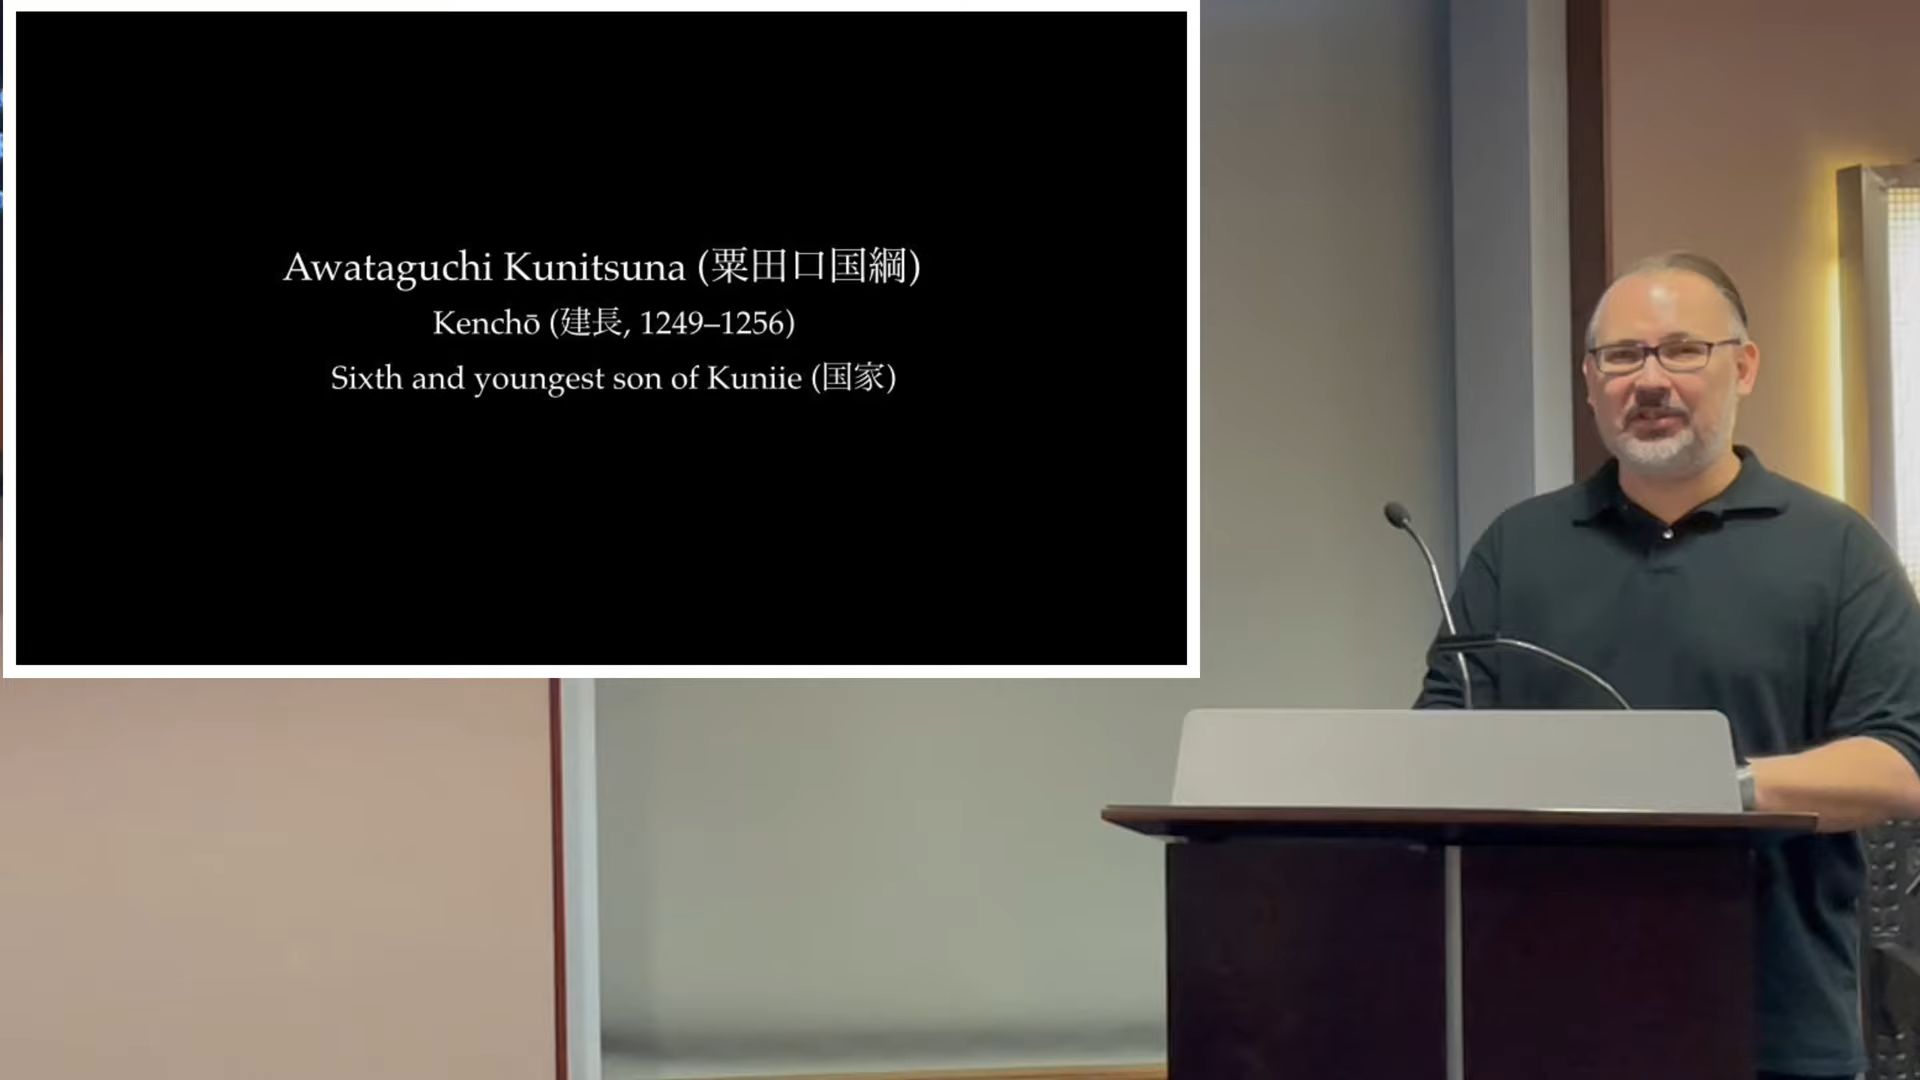 Awataguchi Kunitsuna (粟田口国綱)
Kenchō (建長, 1249–1256)
Sixth and youngest son of Kuniie (国家)